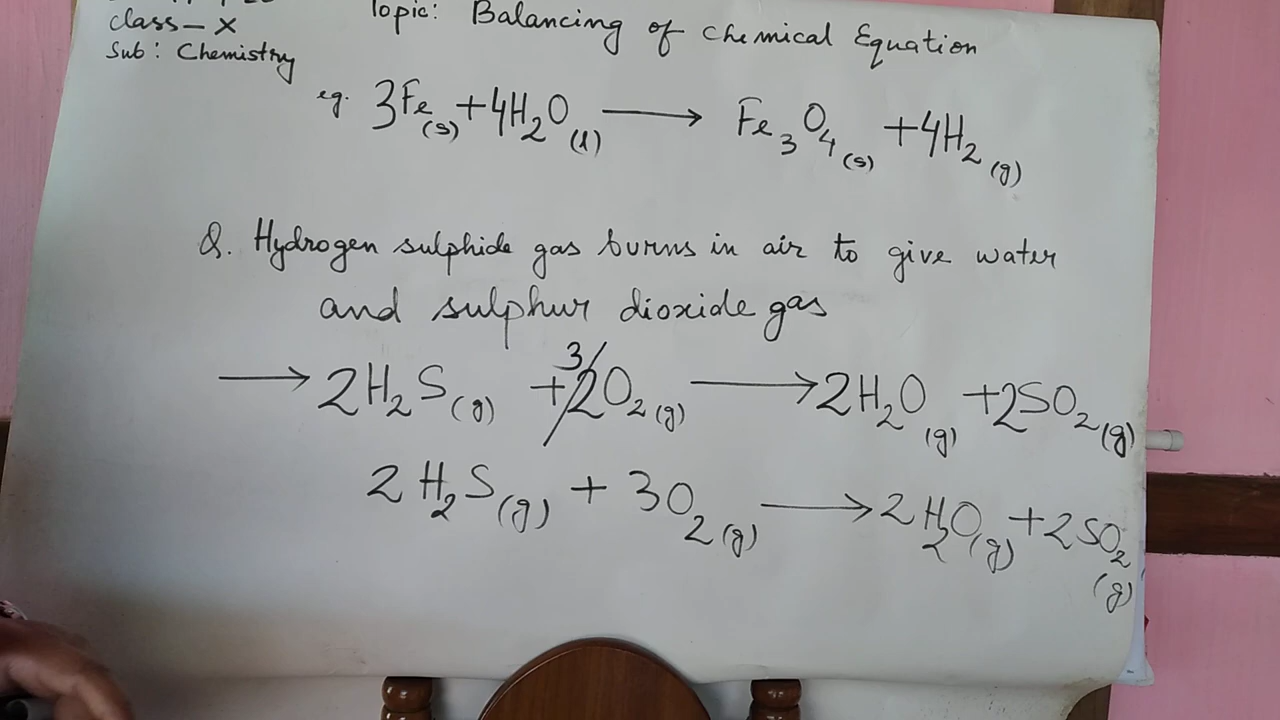 class - X
Topic: Balancing of chemical Equation
Sub: Chemistry
eg. 3Fe(s) + 4H2O(l) → Fe3O4(s) + 4H2(g)
Q. Hydrogen sulphide gas burns in air to give water
and sulphur dioxide gas
→ 2H2S(g) + 3/2O2(g) → 2H2O(g) + 2SO2(g)
2H2S(g) + 3O2(g) → 2H2O(g) + 2SO2(g)